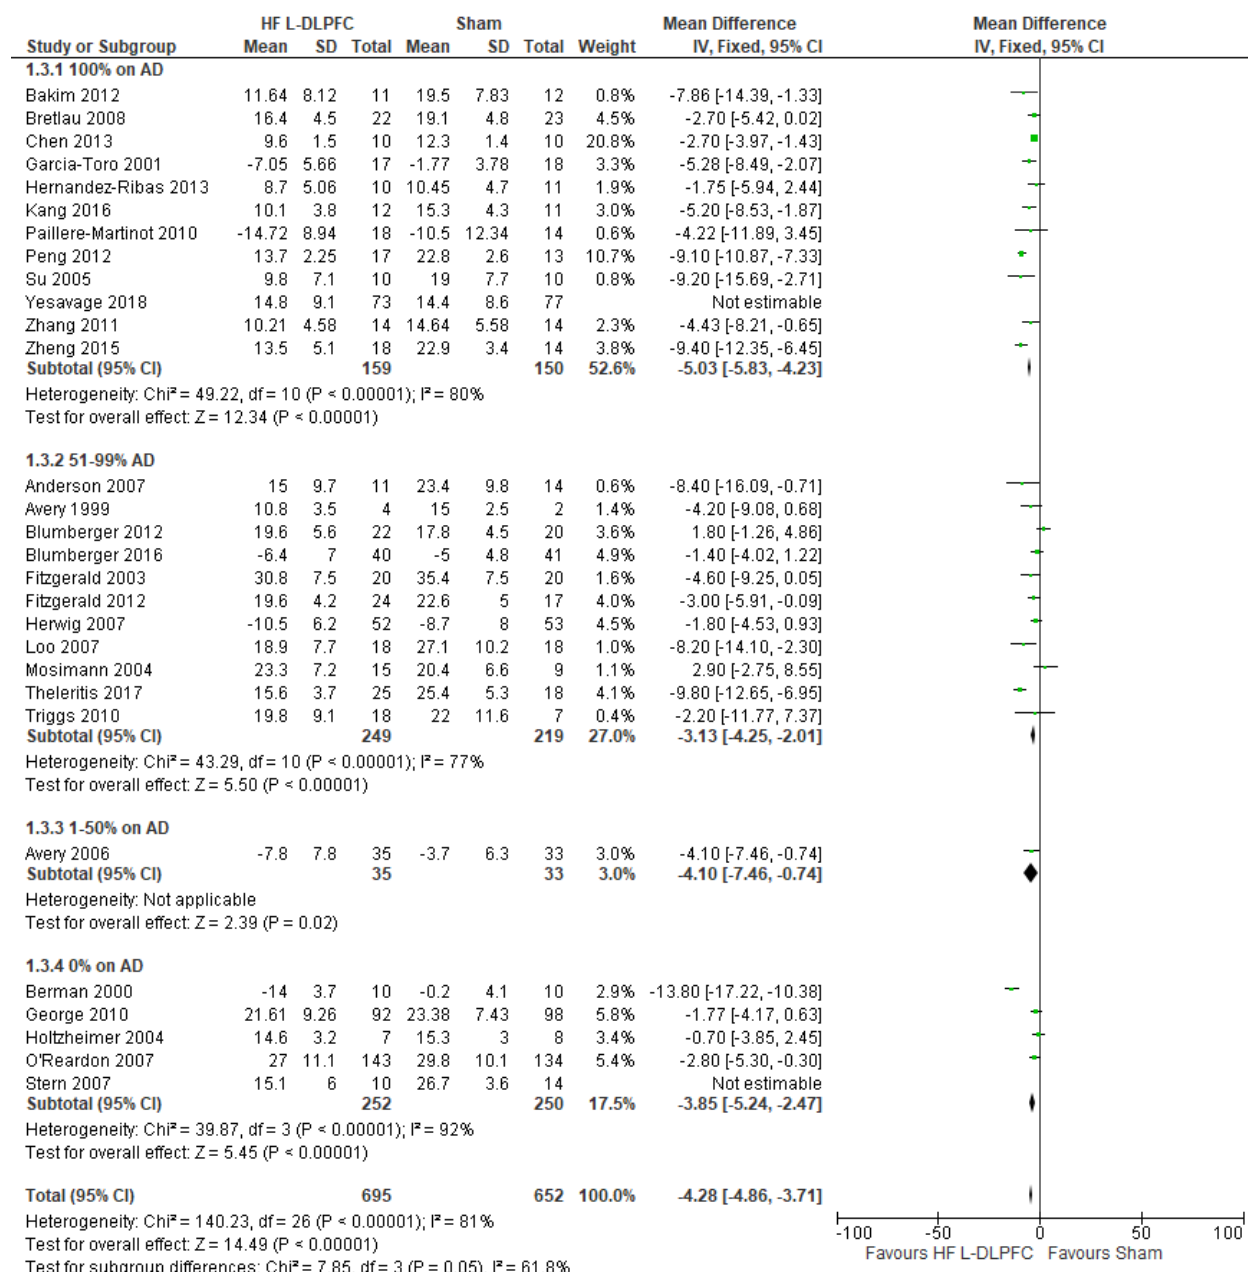 HF L-DLPFC Sham Mean Difference Mean Difference
Study or Subgroup Mean SD Total Mean SD Total Weight IV, Fixed, 95% CI IV, Fixed, 95% CI
1.3.1 100% on AD
Bakim 2012 11.64 8.12 11 19.5 7.83 12 0.8% -7.86 [-14.39, -1.33]
Bretlau 2008 16.4 4.5 22 19.1 4.8 23 4.5% -2.70 [-5.42, 0.02]
Chen 2013 9.6 1.5 10 12.3 1.4 10 20.8% -2.70 [-3.97, -1.43]
Garcia-Toro 2001 -7.05 5.66 17 -1.77 3.78 18 3.3% -5.28 [-8.49, -2.07]
Hernandez-Ribas 2013 8.7 5.06 10 10.45 4.7 11 1.9% -1.75 [-5.94, 2.44]
Kang 2016 10.1 3.8 12 15.3 4.3 11 3.0% -5.20 [-8.53, -1.87]
Paillere-Martinot 2010 -14.72 8.94 18 -10.5 12.34 14 0.6% -4.22 [-11.89, 3.45]
Peng 2012 13.7 2.25 17 22.8 2.6 13 10.7% -9.10 [-10.87, -7.33]
Su 2005 9.8 7.1 10 19 7.7 10 0.8% -9.20 [-15.69, -2.71]
Yesavage 2018 14.8 9.1 73 14.4 8.6 77 Not estimable
Zhang 2011 10.21 4.58 14 14.64 5.58 14 2.3% -4.43 [-8.21, -0.65]
Zheng 2015 13.5 5.1 18 22.9 3.4 14 3.8% -9.40 [-12.35, -6.45]
Subtotal (95% CI) 159 150 52.6% -5.03 [-5.83, -4.23]
Heterogeneity: Chi² = 49.22, df = 10 (P < 0.00001); I² = 80%
Test for overall effect: Z = 12.34 (P < 0.00001)
1.3.2 51-99% AD
Anderson 2007 15 9.7 11 23.4 9.8 14 0.6% -8.40 [-16.09, -0.71]
Avery 1999 10.8 3.5 4 15 2.5 2 1.4% -4.20 [-9.08, 0.68]
Blumberger 2012 19.6 5.6 22 17.8 4.5 20 3.6% 1.80 [-1.26, 4.86]
Blumberger 2016 -6.4 7 40 -5 4.8 41 4.9% -1.40 [-4.02, 1.22]
Fitzgerald 2003 30.8 7.5 20 35.4 7.5 20 1.6% -4.60 [-9.25, 0.05]
Fitzgerald 2012 19.6 4.2 24 22.6 5 17 4.0% -3.00 [-5.91, -0.09]
Herwig 2007 -10.5 6.2 52 -8.7 8 53 4.5% -1.80 [-4.53, 0.93]
Loo 2007 18.9 7.7 18 27.1 10.2 18 1.0% -8.20 [-14.10, -2.30]
Mosimann 2004 23.3 7.2 15 20.4 6.6 9 1.1% 2.90 [-2.75, 8.55]
Theleritis 2017 15.6 3.7 25 25.4 5.3 18 4.1% -9.80 [-12.65, -6.95]
Triggs 2010 19.8 9.1 18 22 11.6 7 0.4% -2.20 [-11.77, 7.37]
Subtotal (95% CI) 249 219 27.0% -3.13 [-4.25, -2.01]
Heterogeneity: Chi² = 43.29, df = 10 (P < 0.00001); I² = 77%
Test for overall effect: Z = 5.50 (P < 0.00001)
1.3.3 1-50% on AD
Avery 2006 -7.8 7.8 35 -3.7 6.3 33 3.0% -4.10 [-7.46, -0.74]
Subtotal (95% CI) 35 33 3.0% -4.10 [-7.46, -0.74]
Heterogeneity: Not applicable
Test for overall effect: Z = 2.39 (P = 0.02)
1.3.4 0% on AD
Berman 2000 -14 3.7 10 -0.2 4.1 10 2.9% -13.80 [-17.22, -10.38]
George 2010 21.61 9.26 92 23.38 7.43 98 5.8% -1.77 [-4.17, 0.63]
Holtzheimer 2004 14.6 3.2 7 15.3 3 8 3.4% -0.70 [-3.85, 2.45]
O'Reardon 2007 27 11.1 143 29.8 10.1 134 5.4% -2.80 [-5.30, -0.30]
Stern 2007 15.1 6 10 26.7 3.6 14 Not estimable
Subtotal (95% CI) 252 250 17.5% -3.85 [-5.24, -2.47]
Heterogeneity: Chi² = 39.87, df = 3 (P < 0.00001); I² = 92%
Test for overall effect: Z = 5.45 (P < 0.00001)
Total (95% CI) 695 652 100.0% -4.28 [-4.86, -3.71]
Heterogeneity: Chi² = 140.23, df = 26 (P < 0.00001); I² = 81%
Test for overall effect: Z = 14.49 (P < 0.00001)
Test for subgroup differences: Chi² = 7.85, df = 3 (P = 0.05), I² = 61.8%
-100 -50 0 50 100
Favours HF L-DLPFC Favours Sham